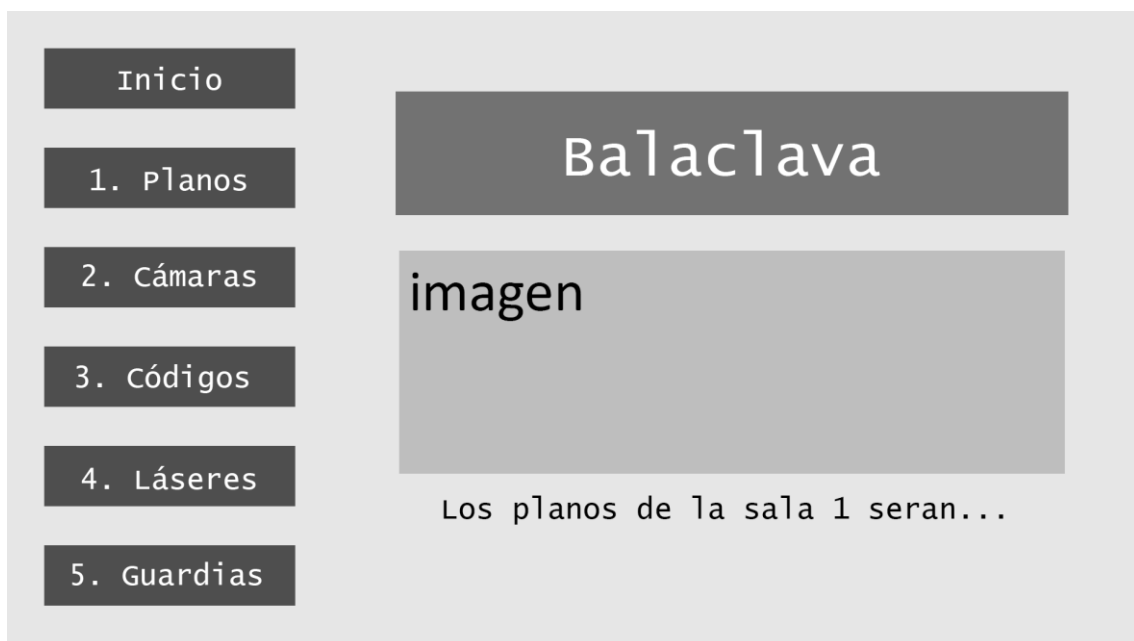 Inicio
1. Planos
2. Cámaras
3. Códigos
4. Láseres
5. Guardias
Balaclava
imagen
Los planos de la sala 1 seran...